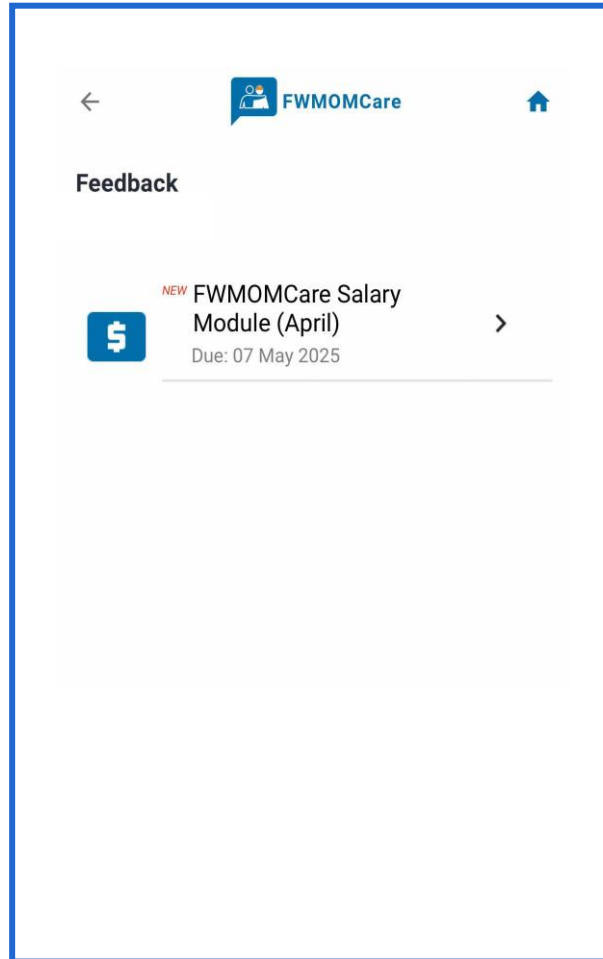 FWMOMCare
Feedback
NEW FWMOMCare Salary
Module (April)
Due: 07 May 2025